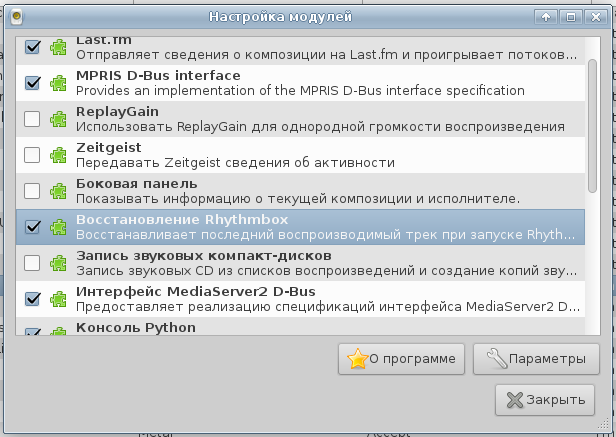 Настройка модулей
Last.fm
Отправляет сведения о композиции на Last.fm и проигрывает потоков…
MPRIS D-Bus interface
Provides an implementation of the MPRIS D-Bus interface specification
ReplayGain
Использовать ReplayGain для однородной громкости воспроизведения
Zeitgeist
Передавать Zeitgeist сведения об активности
Боковая панель
Показывать информацию о текущей композиции и исполнителе.
Восстановление Rhythmbox
Восстанавливает последний воспроизводимый трек при запуске Rhyth…
Запись звуковых компакт-дисков
Запись звуковых CD из списков воспроизведений и создание копий зву…
Интерфейс MediaServer2 D-Bus
Предоставляет реализацию спецификаций интерфейса MediaServer2 D…
Консоль Python
О программе
Параметры
Закрыть
Metal
Accept